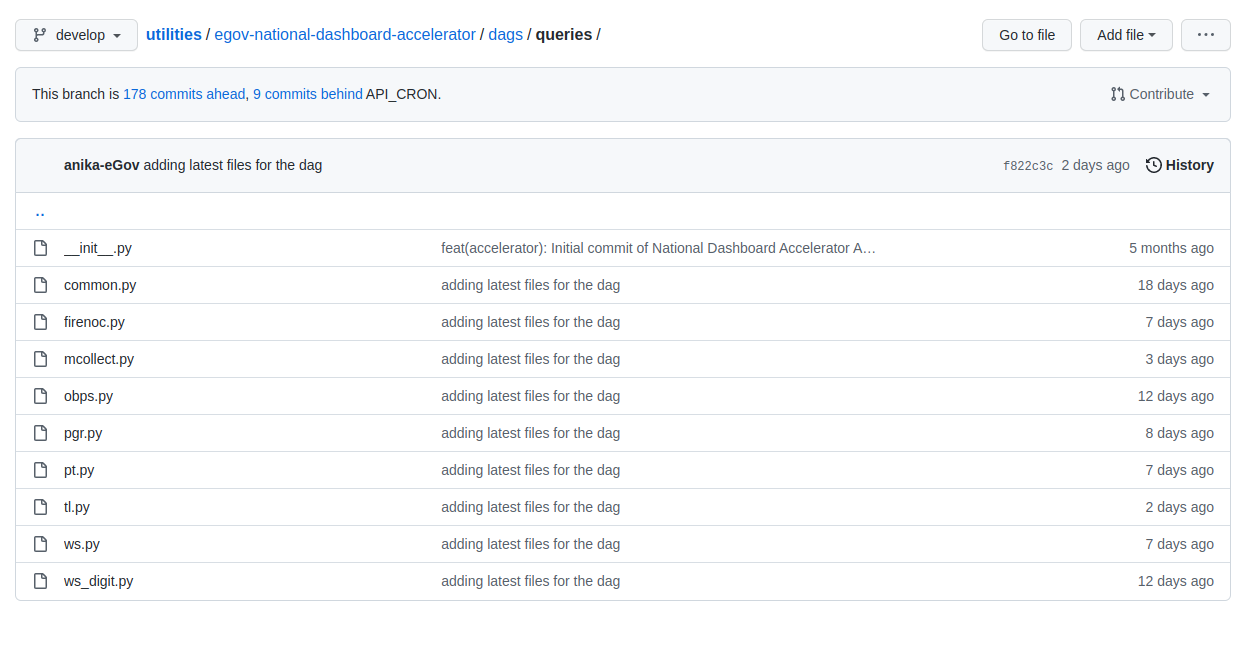 develop utilities / egov-national-dashboard-accelerator / dags / queries / Go to file Add file ...
This branch is 178 commits ahead, 9 commits behind API_CRON. Contribute
anika-eGov adding latest files for the dag f822c3c 2 days ago History
..
__init__.py feat(accelerator): Initial commit of National Dashboard Accelerator A… 5 months ago
common.py adding latest files for the dag 18 days ago
firenoc.py adding latest files for the dag 7 days ago
mcollect.py adding latest files for the dag 3 days ago
obps.py adding latest files for the dag 12 days ago
pgr.py adding latest files for the dag 8 days ago
pt.py adding latest files for the dag 7 days ago
tl.py adding latest files for the dag 2 days ago
ws.py adding latest files for the dag 7 days ago
ws_digit.py adding latest files for the dag 12 days ago